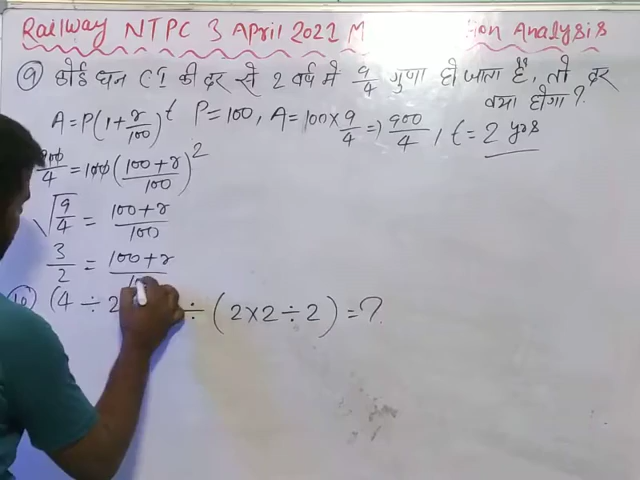 Railway NTPC 3 April 2022 M ion Analysis
⑨ कोई धन CI की दर से 2 वर्ष में 9/4 गुणा हो जाता है, तो दर
क्या होगा?
A = P(1 + r/100)^t P = 100, A = 100 × 9/4 => 900/4, t = 2 yrs
900/4 = 100((100 + r)/100)^2
√(9/4) = (100 + r)/100
3/2 = (100 + r)/10
(4 ÷ 2 ÷ (2 × 2 ÷ 2) = ?